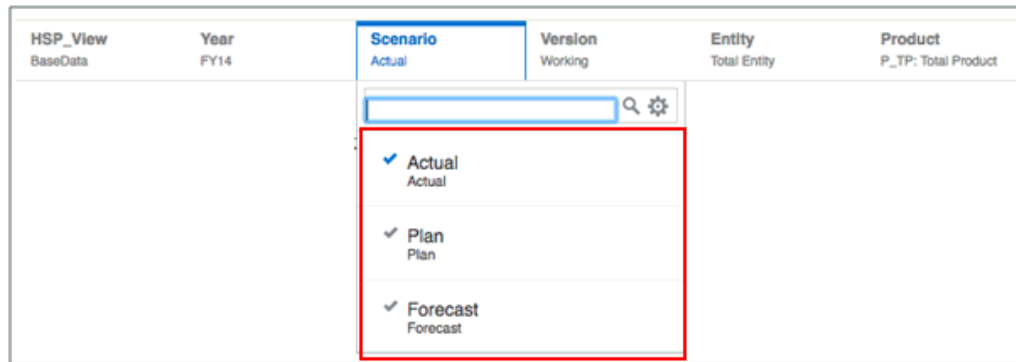 HSP_View Year Scenario Version Entity Product
BaseData FY14 Actual Working Total Entity P_TP: Total Product
Actual
Actual
Plan
Plan
Forecast
Forecast